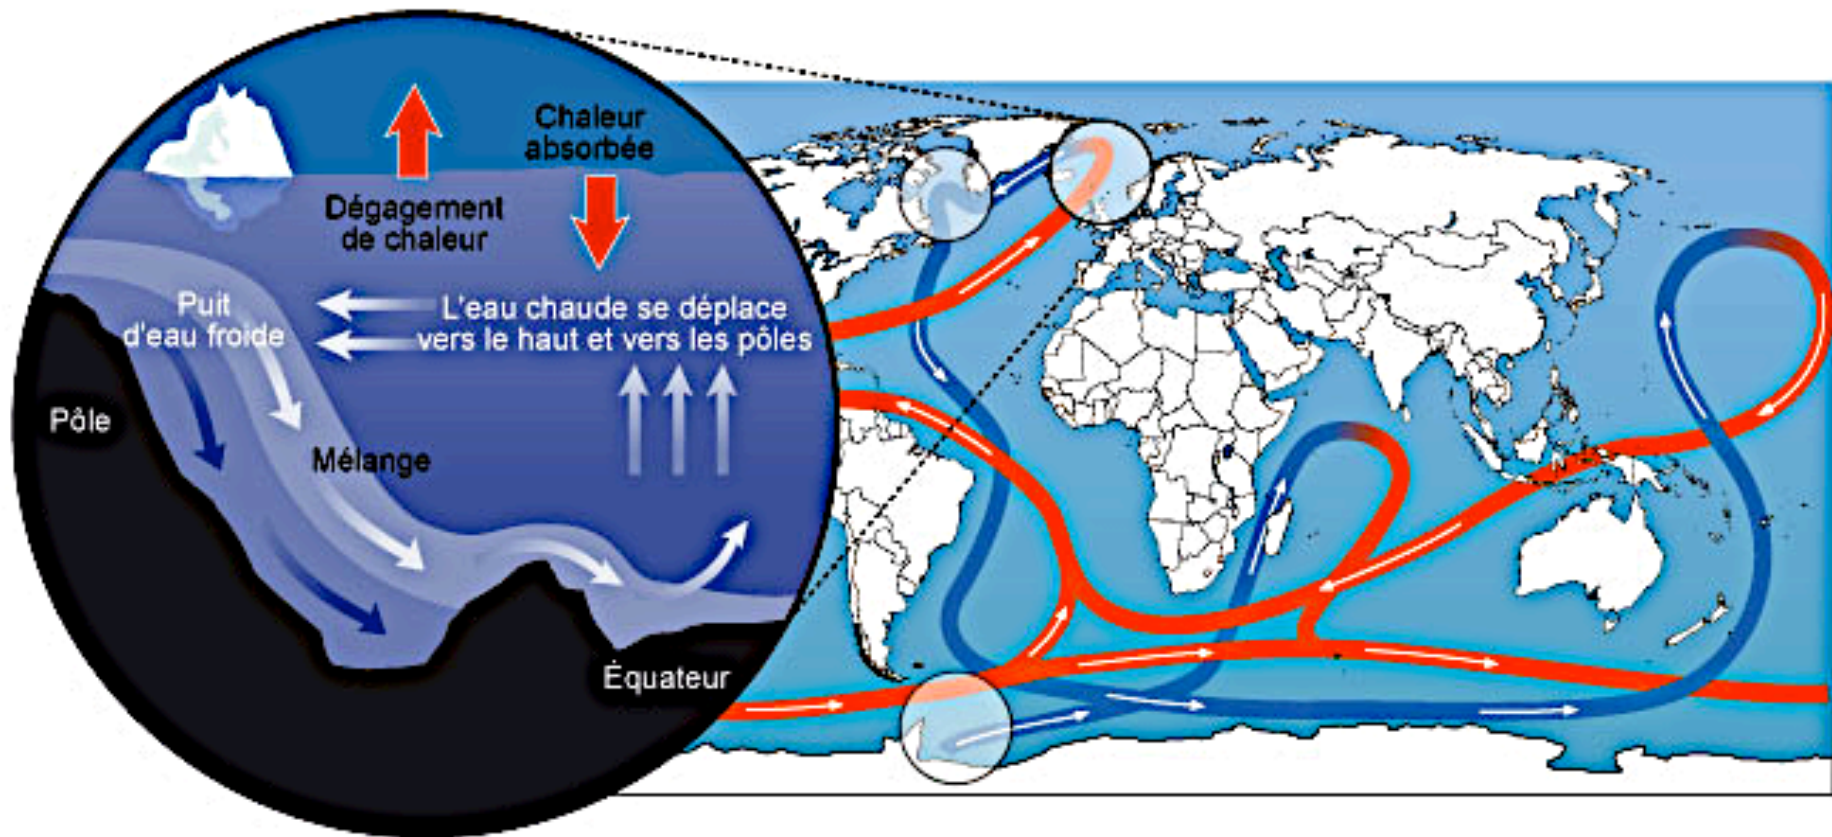 Chaleur
absorbée
Dégagement
de chaleur
Puit
d'eau froide
L'eau chaude se déplace
vers le haut et vers les pôles
Pôle
Mélange
Équateur